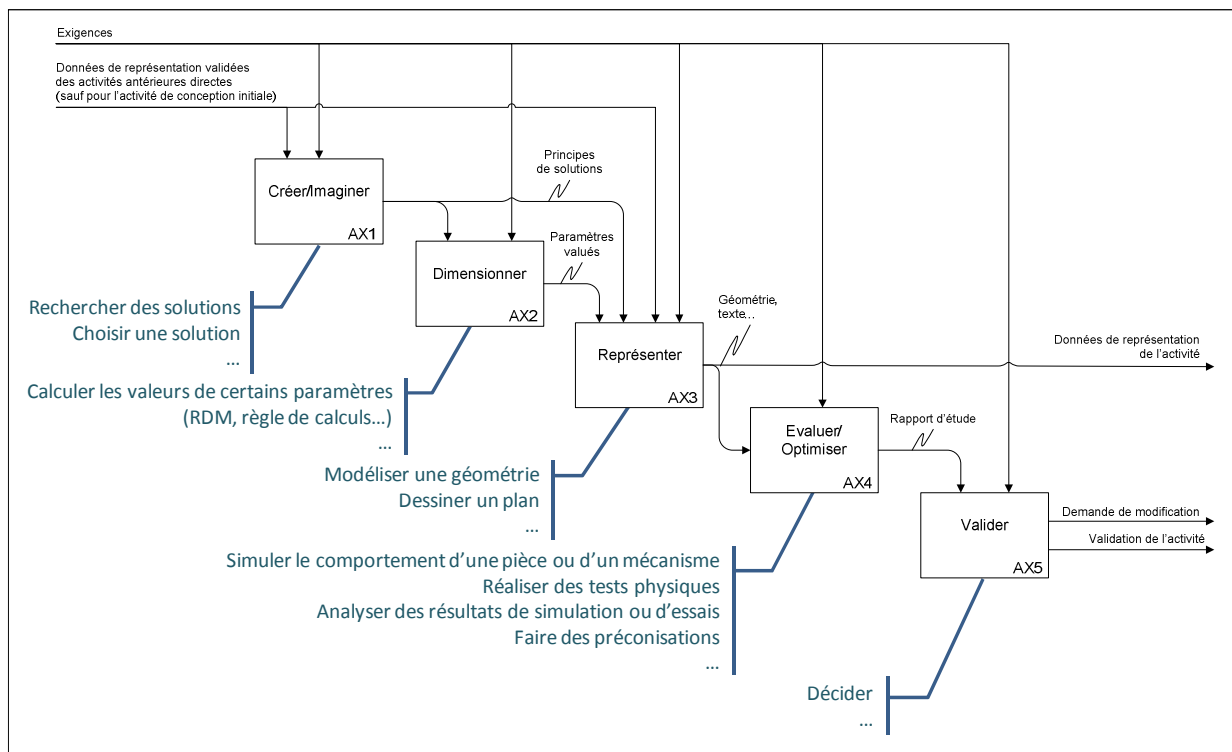 Exigences
Données de représentation validées
des activités antérieures directes
(sauf pour l'activité de conception initiale)
Créer/Imaginer
AX1
Principes
de solutions
Rechercher des solutions
Choisir une solution
...
Dimensionner
AX2
Paramètres
valués
Calculer les valeurs de certains paramètres
(RDM, règle de calculs...)
...
Représenter
AX3
Géométrie,
texte...
Données de représentation
de l'activité
Modéliser une géométrie
Dessiner un plan
...
Evaluer/
Optimiser
AX4
Rapport d'étude
Simuler le comportement d'une pièce ou d'un mécanisme
Réaliser des tests physiques
Analyser des résultats de simulation ou d'essais
Faire des préconisations
...
Valider
AX5
Demande de modification
Validation de l'activité
Décider
...